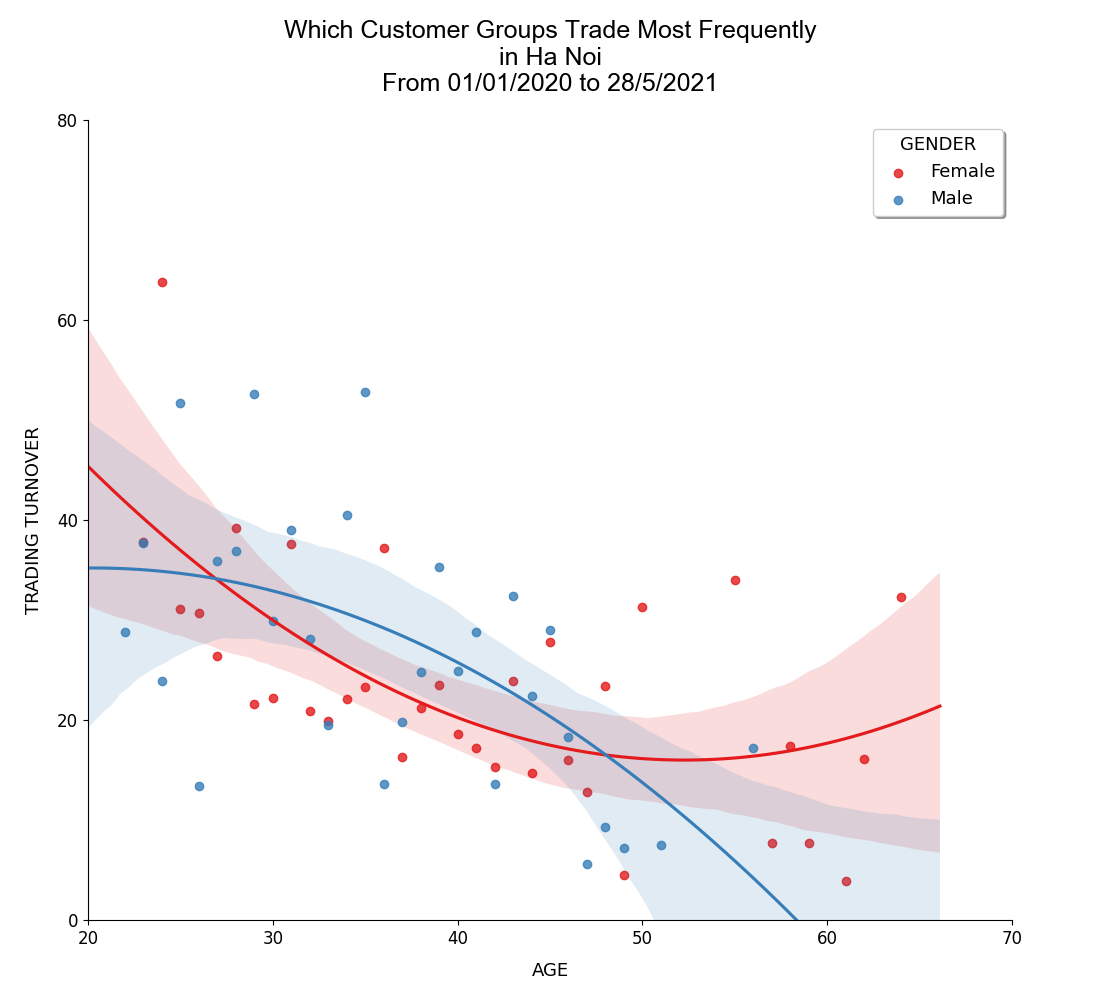 Which Customer Groups Trade Most Frequently
in Ha Noi
From 01/01/2020 to 28/5/2021
80
GENDER
Female
Male
60
40
20
0
TRADING TURNOVER
20 30 40 50 60 70
AGE